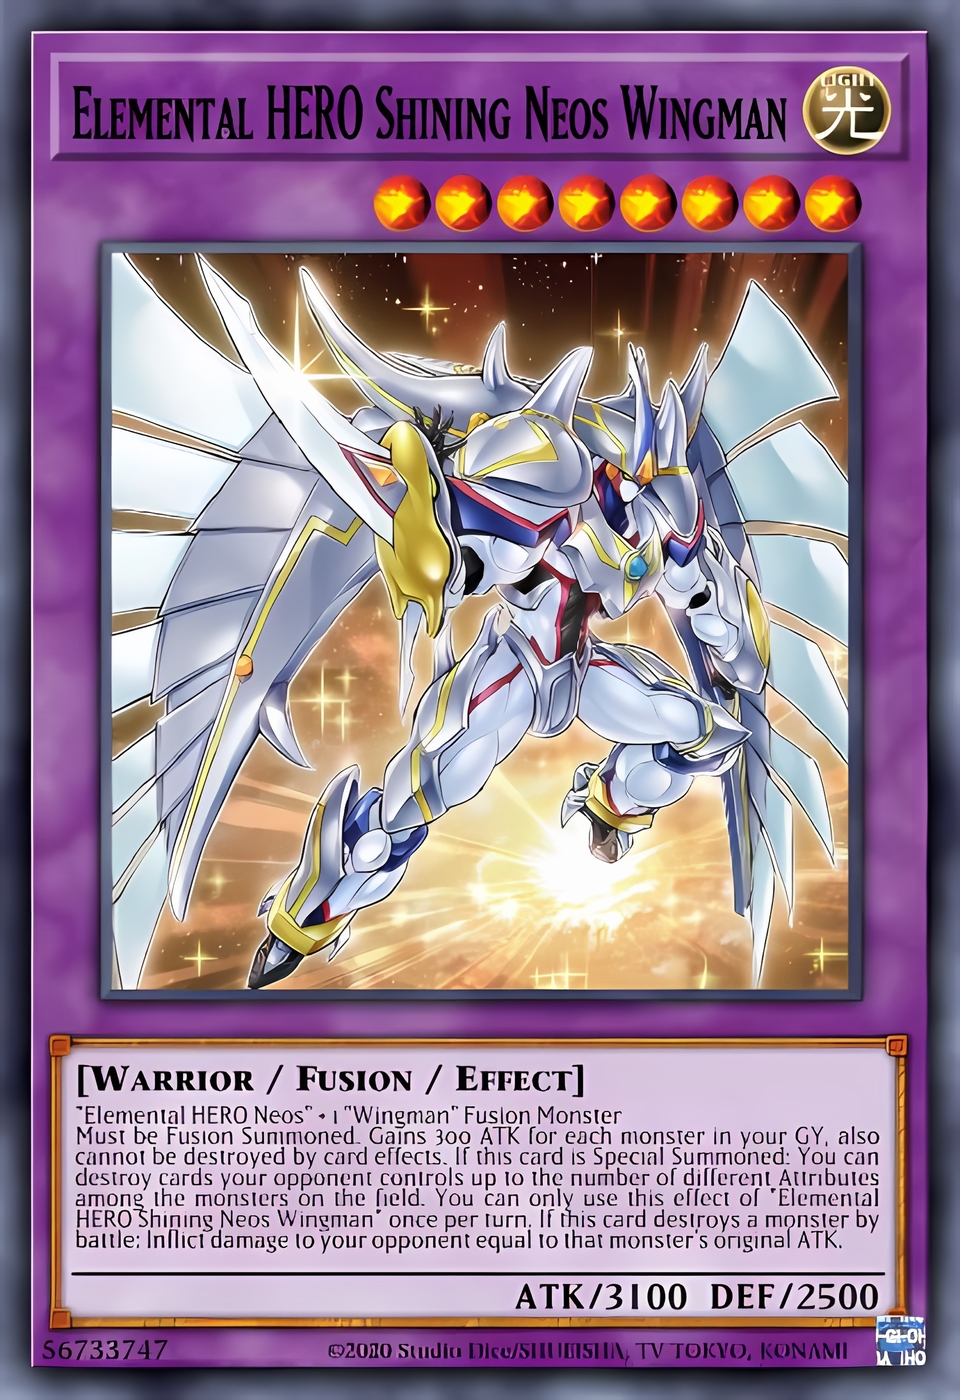 Elemental HERO Shining Neos Wingman
光
[Warrior / Fusion / Effect]
"Elemental HERO Neos" + 1 "Wingman" Fusion Monster
Must be Fusion Summoned. Gains 300 ATK for each monster in your GY, also
cannot be destroyed by card effects. If this card is Special Summoned: You can
destroy cards your opponent controls up to the number of different Attributes
among the monsters on the field. You can only use this effect of "Elemental
HERO Shining Neos Wingman" once per turn. If this card destroys a monster by
battle: Inflict damage to your opponent equal to that monster's original ATK.
ATK/3100 DEF/2500
56733747
©2020 Studio Dice/SHUEISHA, TV TOKYO, KONAMI